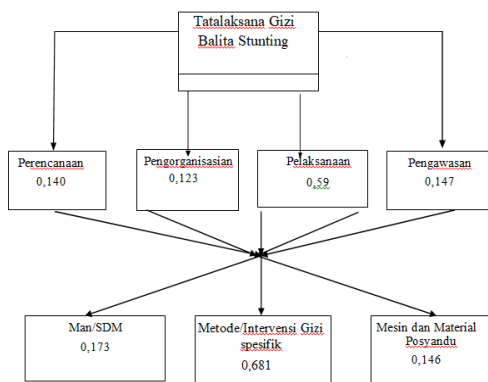 Tatalaksana Gizi
Balita Stunting
Perencanaan
0,140
Pengorganisasian
0,123
Pelaksanaan
0,59
Pengawasan
0,147
Man/SDM
0,173
Metode/Intervensi Gizi
spesifik
0,681
Mesin dan Material
Posyandu
0,146